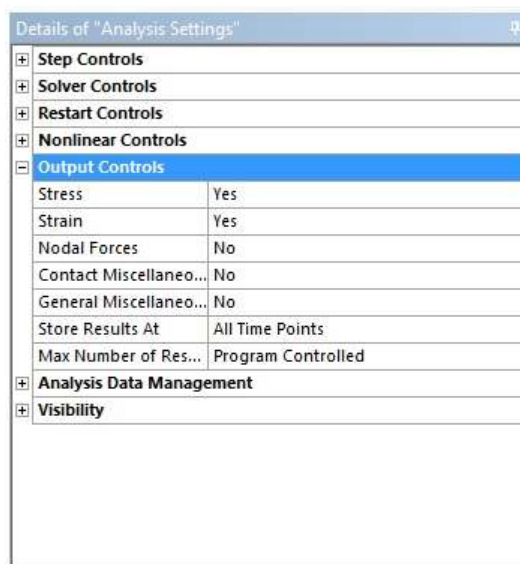 Details of "Analysis Settings"
Step Controls
Solver Controls
Restart Controls
Nonlinear Controls
Output Controls
Stress Yes
Strain Yes
Nodal Forces No
Contact Miscellaneo... No
General Miscellaneo... No
Store Results At All Time Points
Max Number of Res... Program Controlled
Analysis Data Management
Visibility